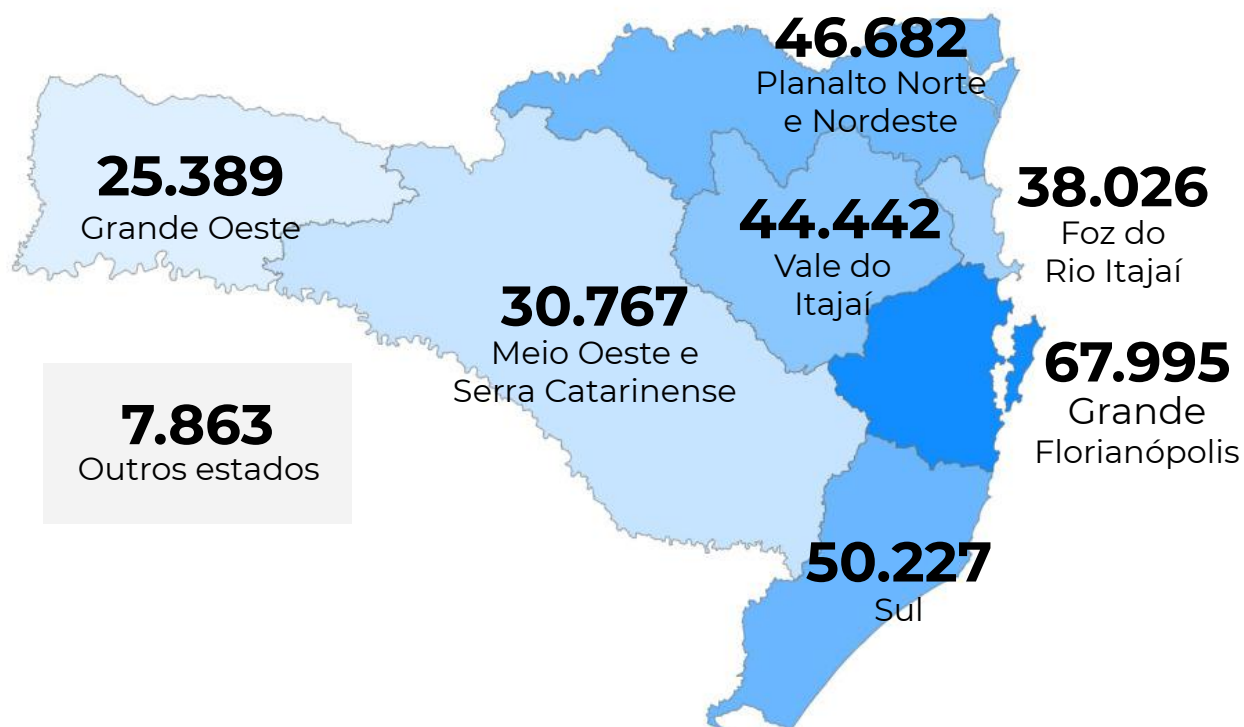 46.682
Planalto Norte
e Nordeste
25.389
Grande Oeste
38.026
Foz do
Rio Itajaí
44.442
Vale do
Itajaí
30.767
Meio Oeste e
Serra Catarinense
67.995
Grande
Florianópolis
7.863
Outros estados
50.227
Sul